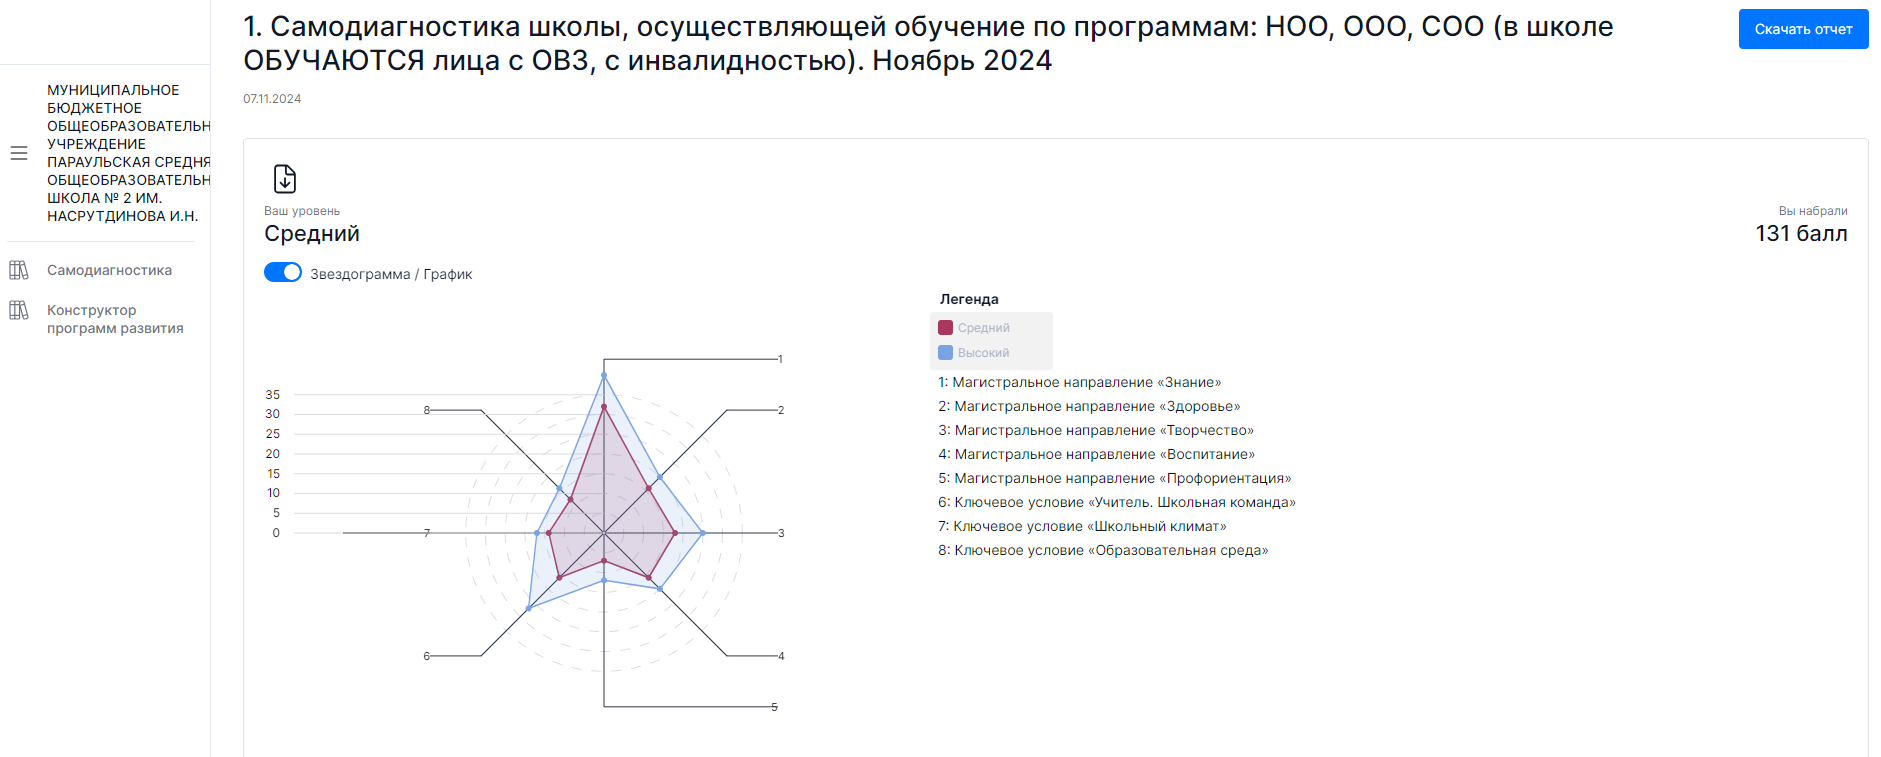 1. Самодиагностика школы, осуществляющей обучение по программам: НОО, ООО, СОО (в школе
ОБУЧАЮТСЯ лица с ОВЗ, с инвалидностью). Ноябрь 2024
Скачать отчет
07.11.2024
МУНИЦИПАЛЬНОЕ
БЮДЖЕТНОЕ
ОБЩЕОБРАЗОВАТЕЛЬН
УЧРЕЖДЕНИЕ
ПАРАУЛЬСКАЯ СРЕДНЯ
ОБЩЕОБРАЗОВАТЕЛЬН
ШКОЛА № 2 ИМ.
НАСРУТДИНОВА И.Н.
Самодиагностика
Конструктор
программ развития
Ваш уровень
Средний
Вы набрали
131 балл
Звездограмма / График
35
30
25
20
15
10
5
0
1
2
3
4
5
6
7
8
Легенда
Средний
Высокий
1: Магистральное направление «Знание»
2: Магистральное направление «Здоровье»
3: Магистральное направление «Творчество»
4: Магистральное направление «Воспитание»
5: Магистральное направление «Профориентация»
6: Ключевое условие «Учитель. Школьная команда»
7: Ключевое условие «Школьный климат»
8: Ключевое условие «Образовательная среда»